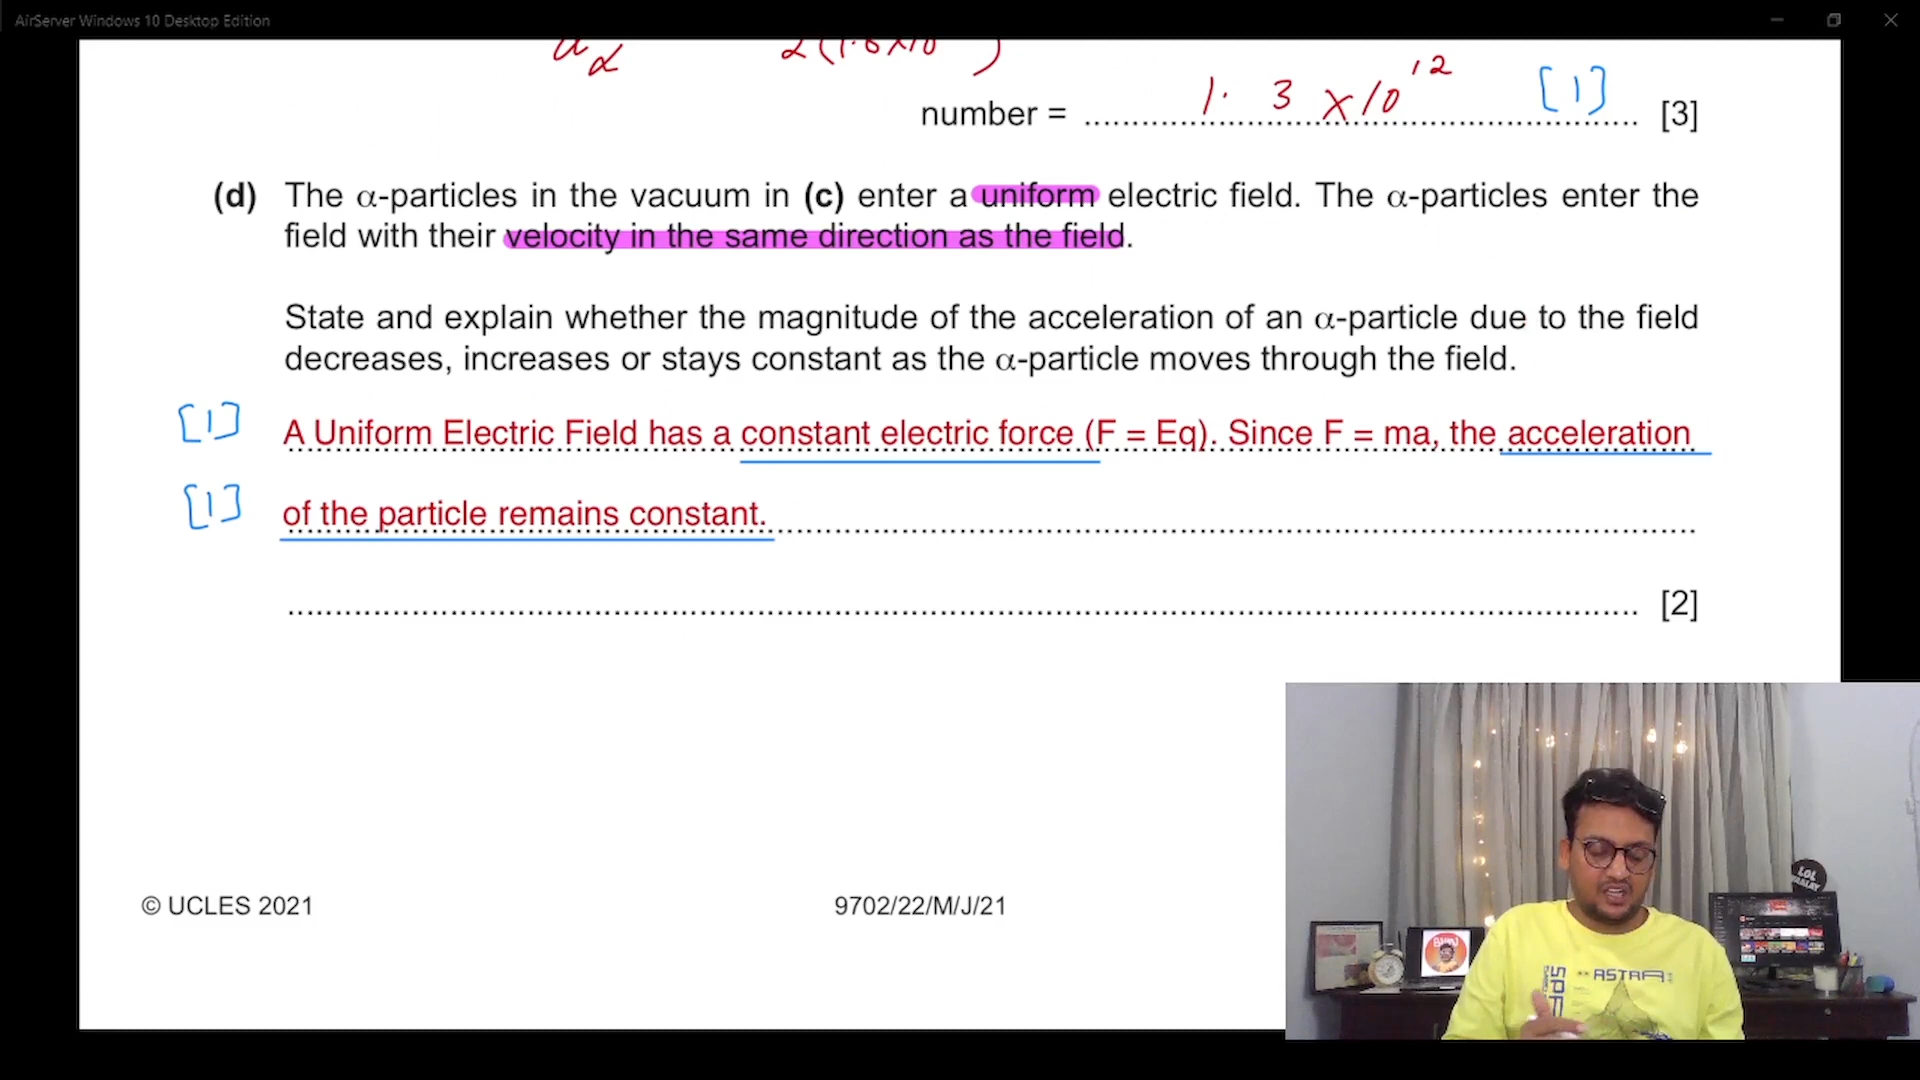 AirServer Windows 10 Desktop Edition
number = 1.3 x10^12 [1] [3]
(d) The α-particles in the vacuum in (c) enter a uniform electric field. The α-particles enter the
field with their velocity in the same direction as the field.
State and explain whether the magnitude of the acceleration of an α-particle due to the field
decreases, increases or stays constant as the α-particle moves through the field.
[1] A Uniform Electric Field has a constant electric force (F = Eq). Since F = ma, the acceleration
[1] of the particle remains constant.
[2]
LOL
ASTRA
SPF
© UCLES 2021 9702/22/M/J/21